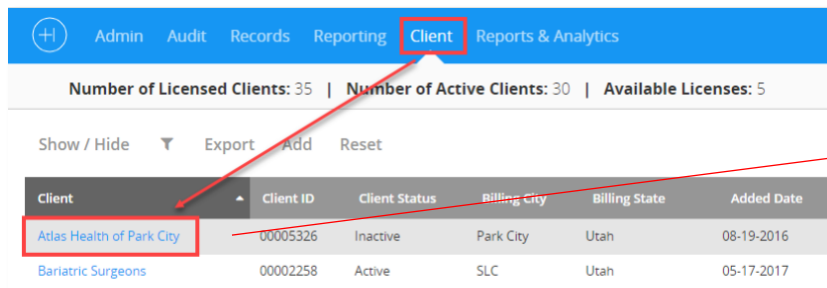 Admin Audit Records Reporting Client Reports & Analytics
Number of Licensed Clients: 35 | Number of Active Clients: 30 | Available Licenses: 5
Show / Hide Export Add Reset
Client Client ID Client Status Billing City Billing State Added Date
Atlas Health of Park City 00005326 Inactive Park City Utah 08-19-2016
Bariatric Surgeons 00002258 Active SLC Utah 05-17-2017